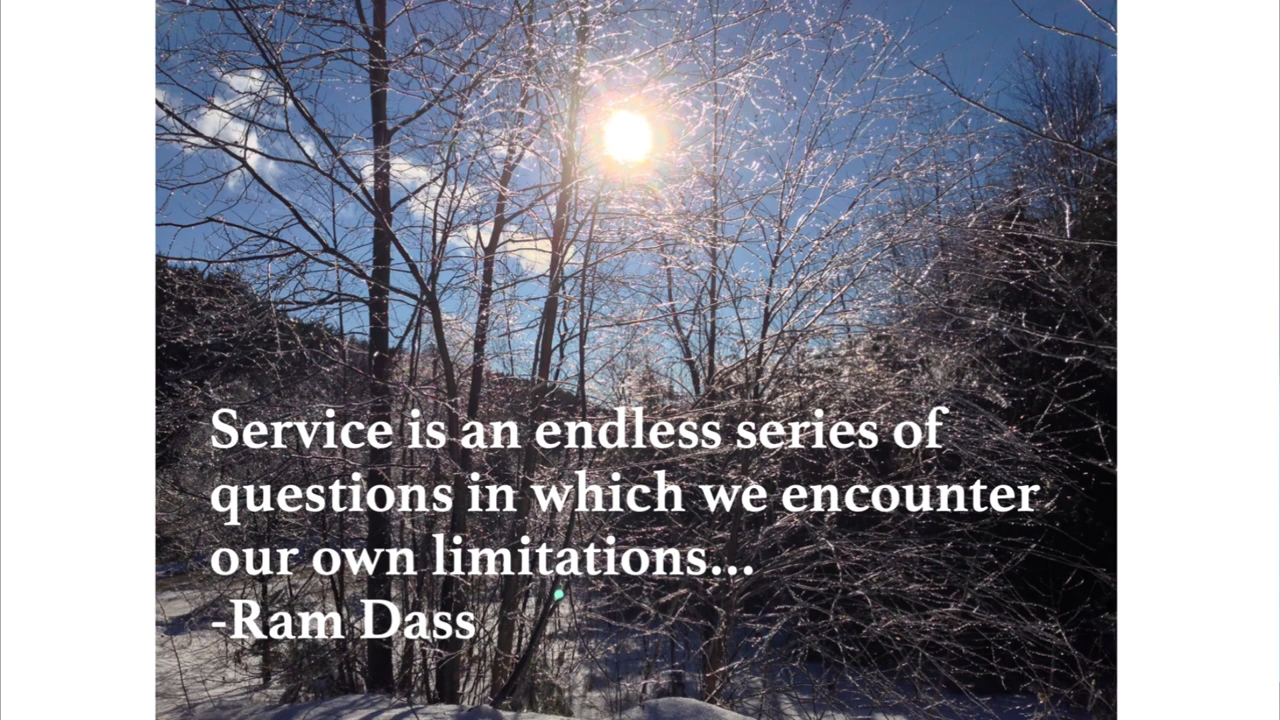 Service is an endless series of
questions in which we encounter
our own limitations...
-Ram Dass